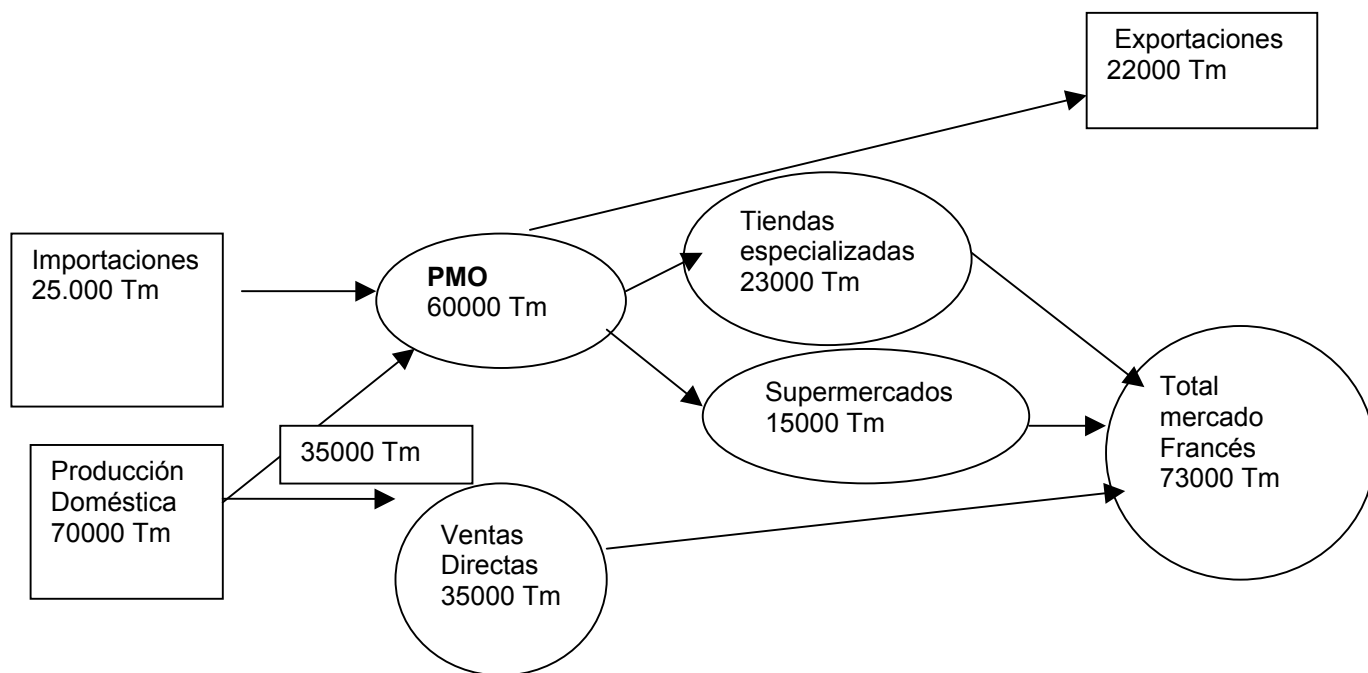 Exportaciones
22000 Tm
Tiendas
especializadas
23000 Tm
Importaciones
25.000 Tm
PMO
60000 Tm
Supermercados
15000 Tm
Total
mercado
Francés
73000 Tm
35000 Tm
Producción
Doméstica
70000 Tm
Ventas
Directas
35000 Tm